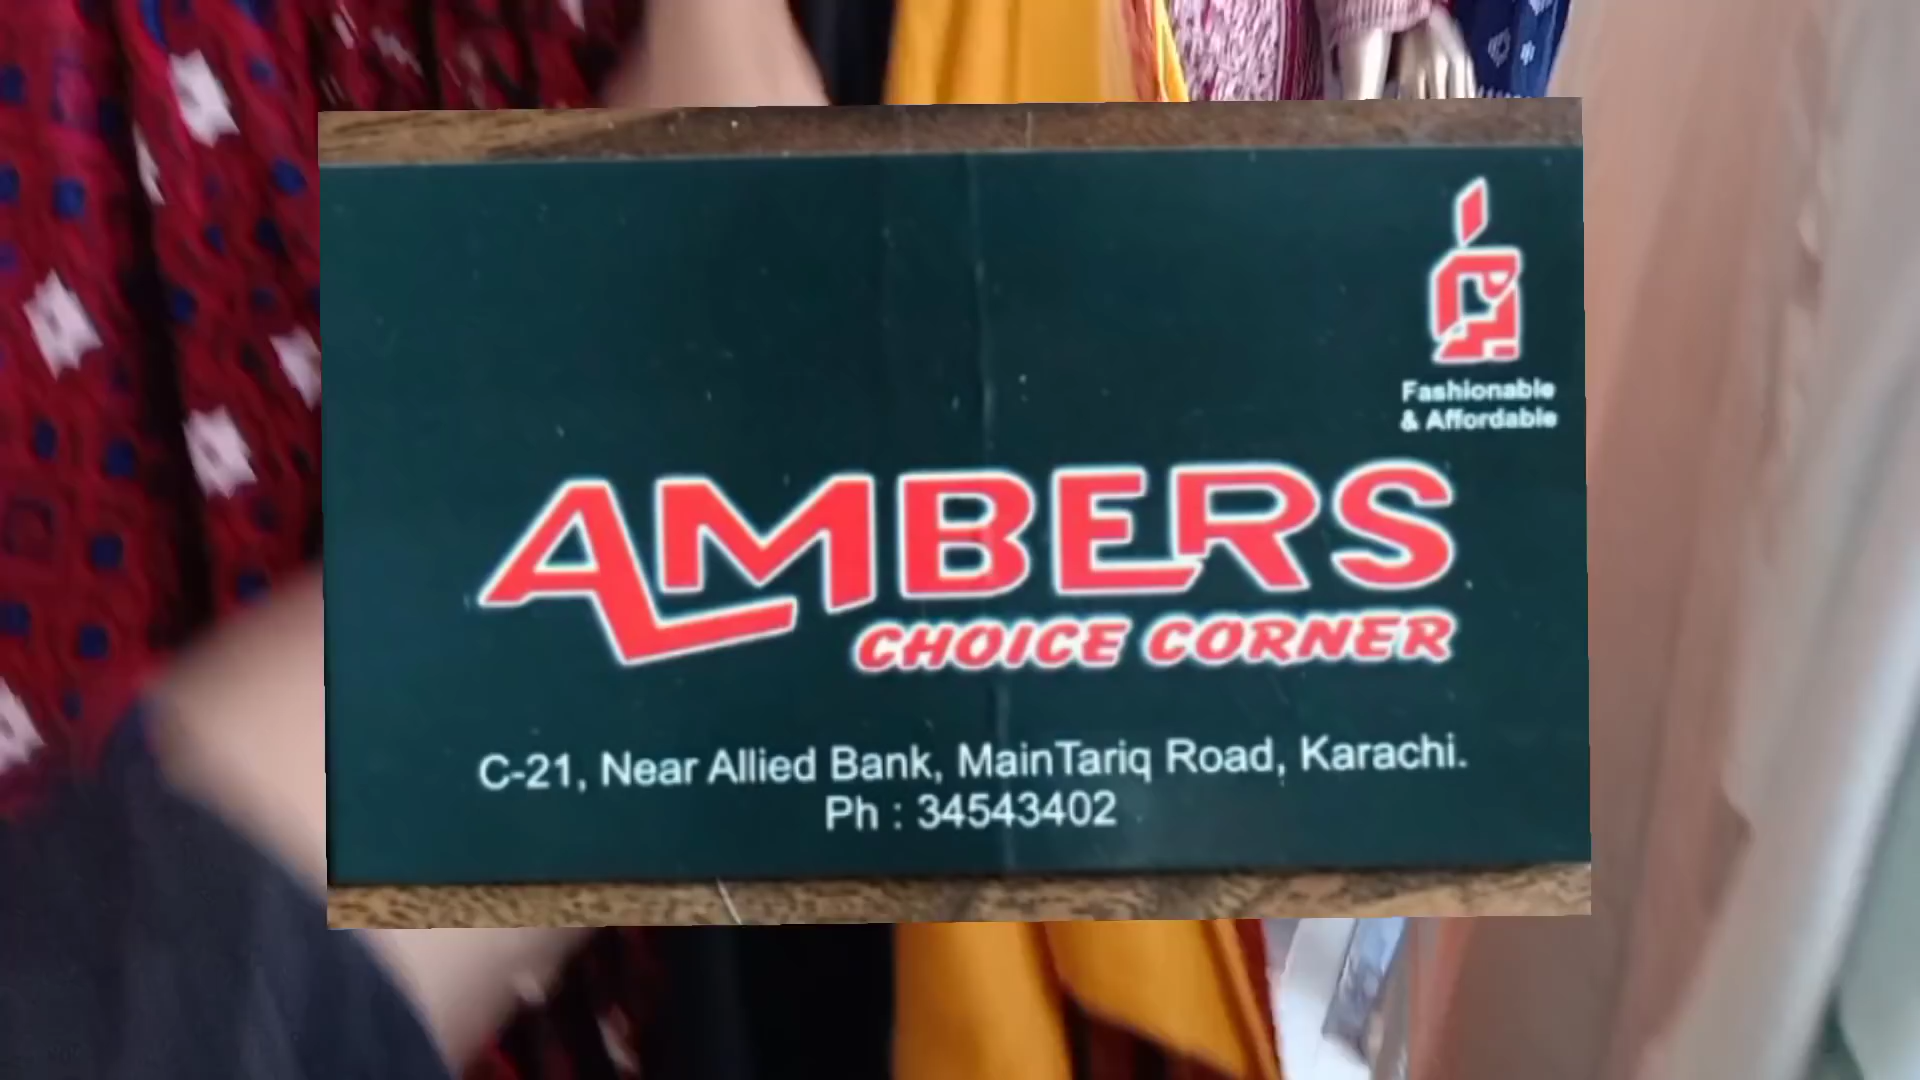 Fashionable
& Affordable
AMBERS
CHOICE CORNER
C-21, Near Allied Bank, MainTariq Road, Karachi.
Ph : 34543402